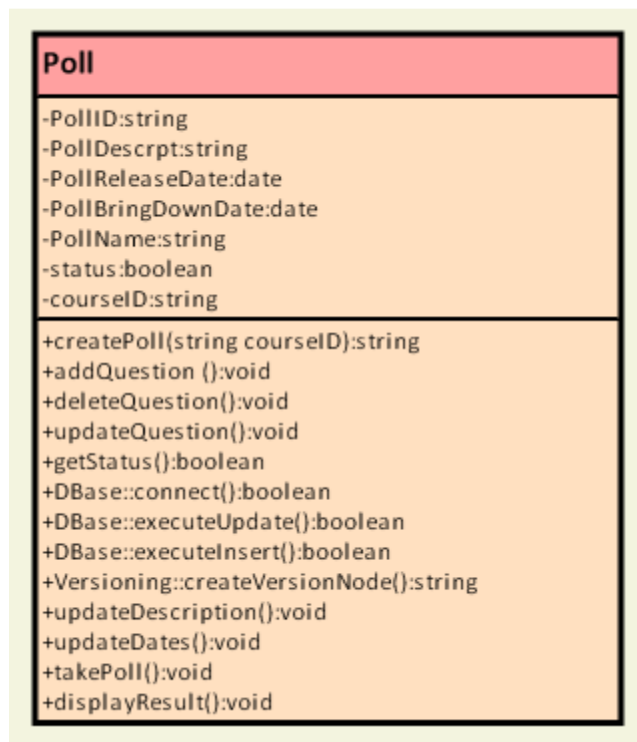 Poll
-PollID:string
-PollDescrpt:string
-PollReleaseDate:date
-PollBringDownDate:date
-PollName:string
-status:boolean
-courseID:string
+createPoll(string courseID):string
+addQuestion ():void
+deleteQuestion():void
+updateQuestion():void
+getStatus():boolean
+DBase::connect():boolean
+DBase::executeUpdate():boolean
+DBase::executeInsert():boolean
+Versioning::createVersionNode():string
+updateDescription():void
+updateDates():void
+takePoll():void
+displayResult():void